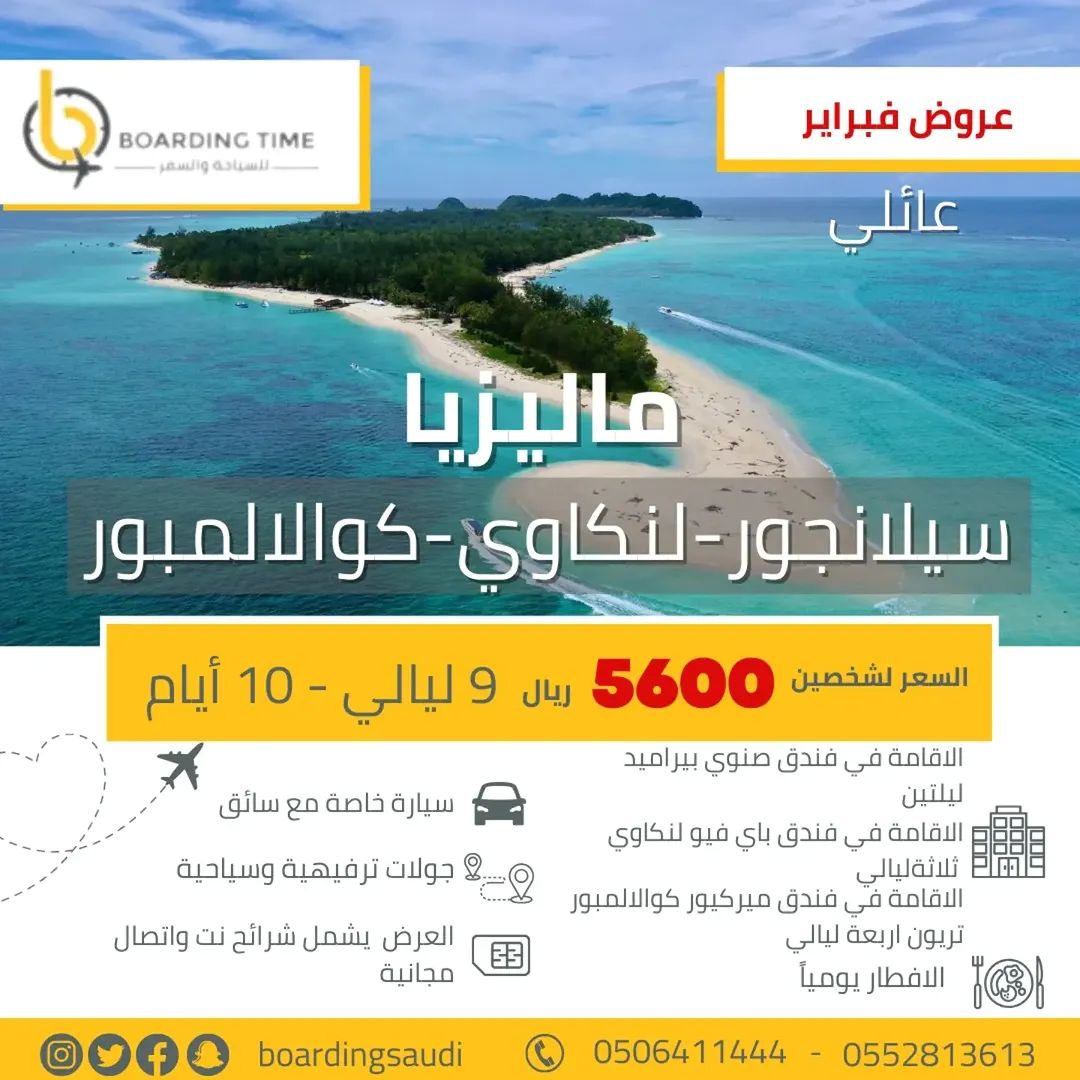 BOARDING TIME
للسياحة والسفر
عروض فبراير
عائلي
ماليزيا
سيلانجور-لنكاوي-كوالالمبور
السعر لشخصين 5600 ريال 9 ليالي - 10 أيام
الاقامة في فندق صنوي بيراميد
ليلتين
الاقامة في فندق باي فيو لنكاوي
ثلاثةليالي
الاقامة في فندق ميركيور كوالالمبور
تريون اربعة ليالي
الافطار يومياً
سيارة خاصة مع سائق
جولات ترفيهية وسياحية
العرض يشمل شرائح نت واتصال
مجانية
boardingsaudi 0506411444 - 0552813613